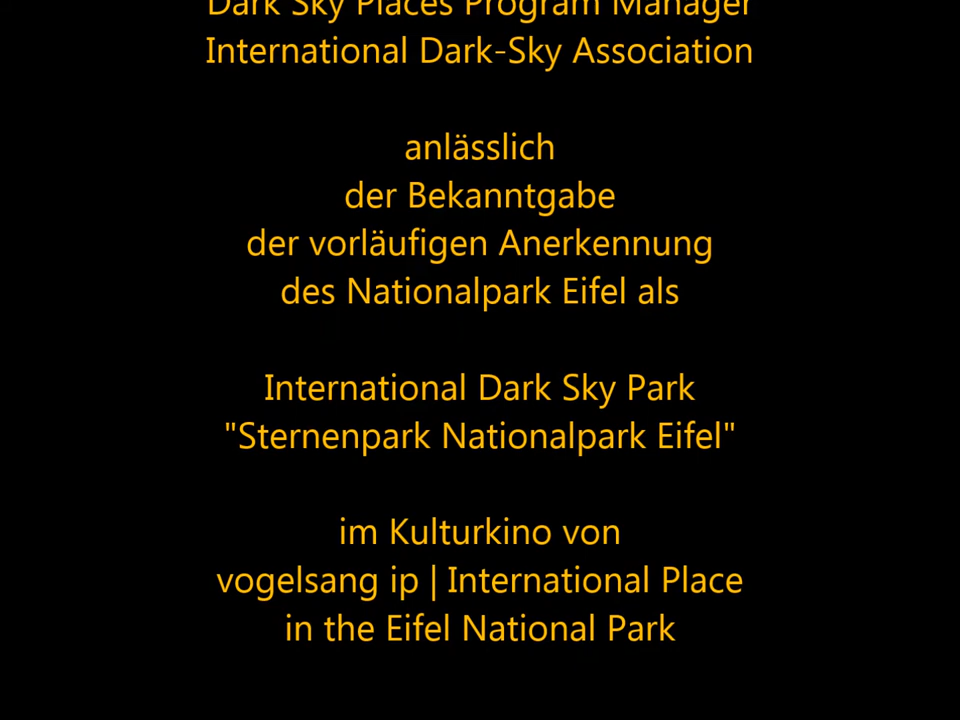 Dark Sky Places Program Manager
International Dark-Sky Association
anlässlich
der Bekanntgabe
der vorläufigen Anerkennung
des Nationalpark Eifel als
International Dark Sky Park
"Sternenpark Nationalpark Eifel"
im Kulturkino von
vogelsang ip | International Place
in the Eifel National Park